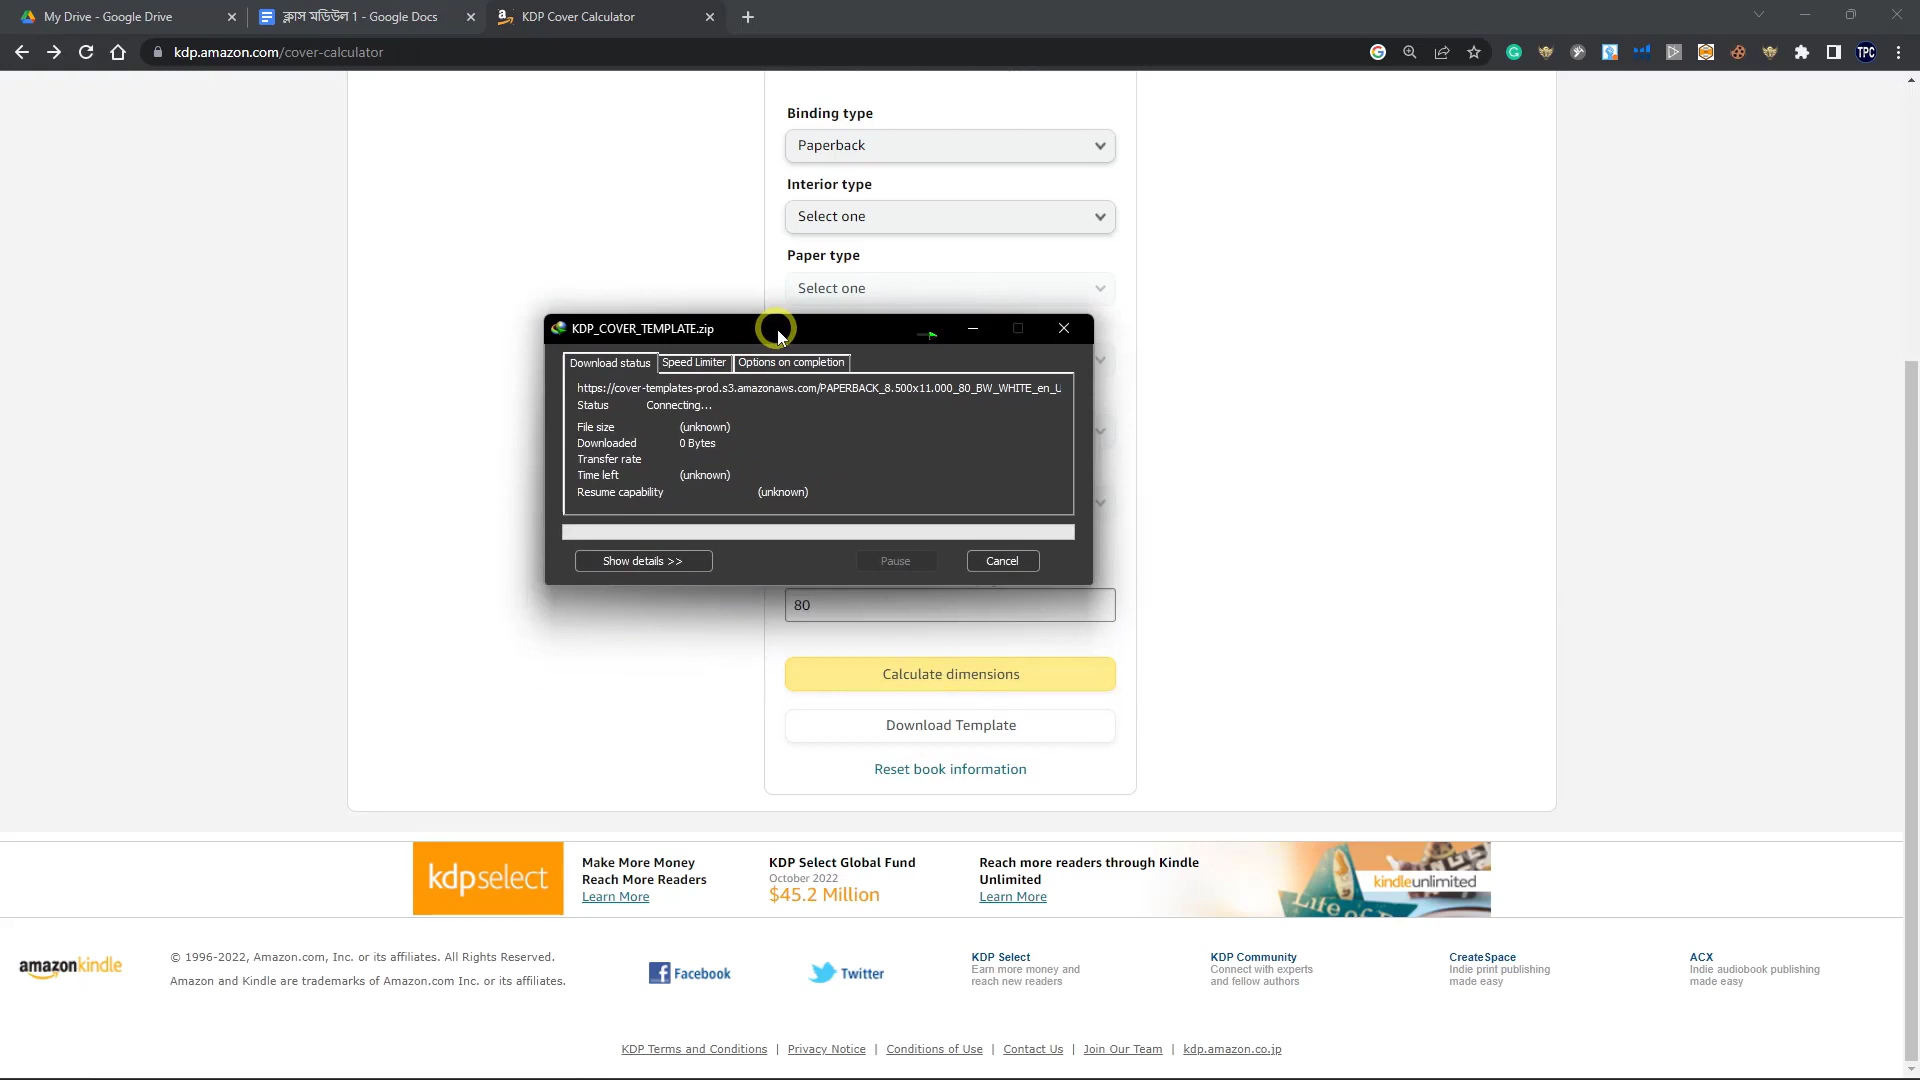 My Drive - Google Drive
ক্লাস মডিউল 1 - Google Docs
KDP Cover Calculator
kdp.amazon.com/cover-calculator
TPC
Binding type
Paperback
Interior type
Select one
Paper type
Select one
KDP_COVER_TEMPLATE.zip
Download status
Speed Limiter
Options on completion
https://cover-templates-prod.s3.amazonaws.com/PAPERBACK_8.500x11.000_80_BW_WHITE_en_U
Status Connecting...
File size (unknown)
Downloaded 0 Bytes
Transfer rate
Time left (unknown)
Resume capability (unknown)
Show details >>
Pause
Cancel
80
Calculate dimensions
Download Template
Reset book information
kdpselect
Make More Money
Reach More Readers
Learn More
KDP Select Global Fund
October 2022
$45.2 Million
Reach more readers through Kindle
Unlimited
Learn More
kindleunlimited
amazonkindle
© 1996-2022, Amazon.com, Inc. or its affiliates. All Rights Reserved.
Amazon and Kindle are trademarks of Amazon.com Inc. or its affiliates.
Facebook
Twitter
KDP Select
Earn more money and
reach new readers
KDP Community
Connect with experts
and fellow authors
CreateSpace
Indie print publishing
made easy
ACX
Indie audiobook publishing
made easy
KDP Terms and Conditions | Privacy Notice | Conditions of Use | Contact Us | Join Our Team | kdp.amazon.co.jp